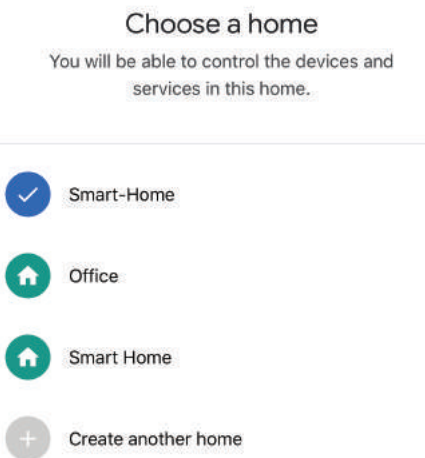 Choose a home
You will be able to control the devices and
services in this home.
Smart-Home
Office
Smart Home
Create another home